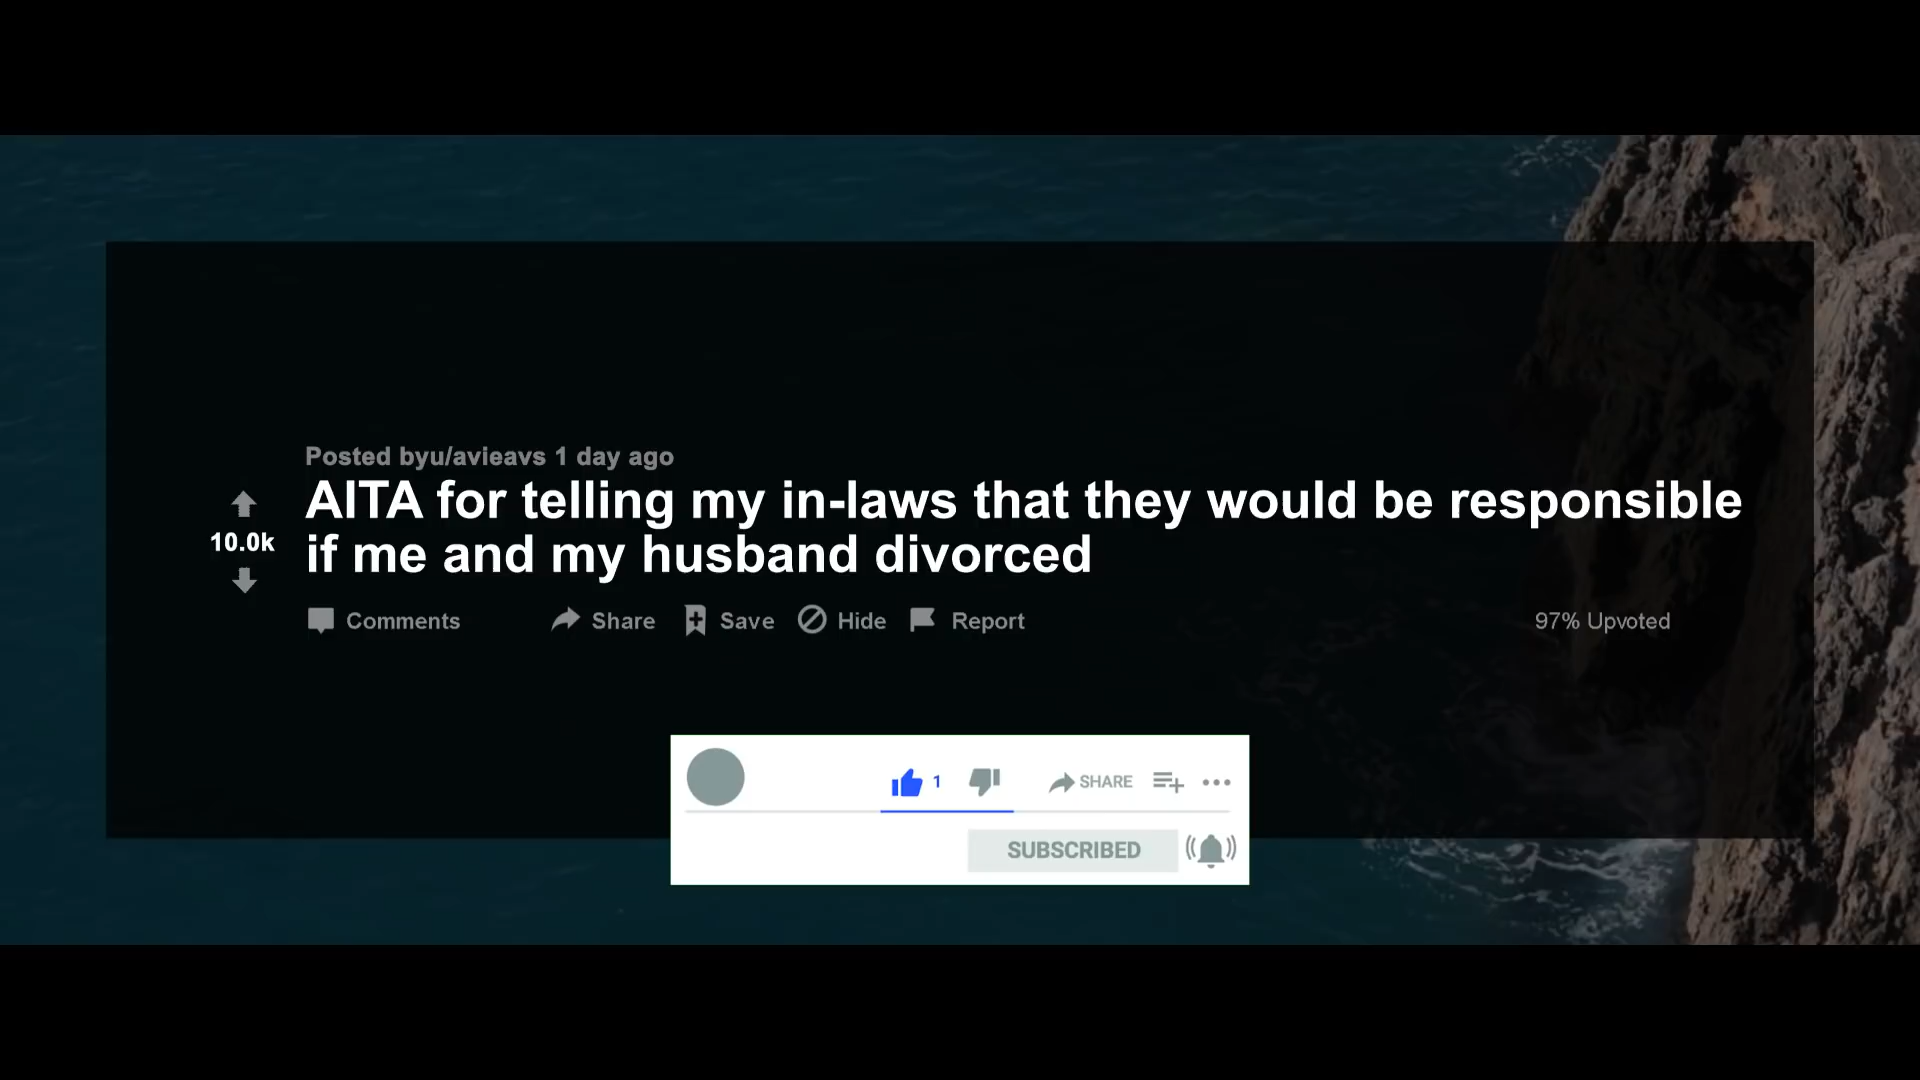 Posted byu/avieavs 1 day ago
AITA for telling my in-laws that they would be responsible
if me and my husband divorced
10.0k
Comments Share Save Hide Report 97% Upvoted
1 SHARE
SUBSCRIBED